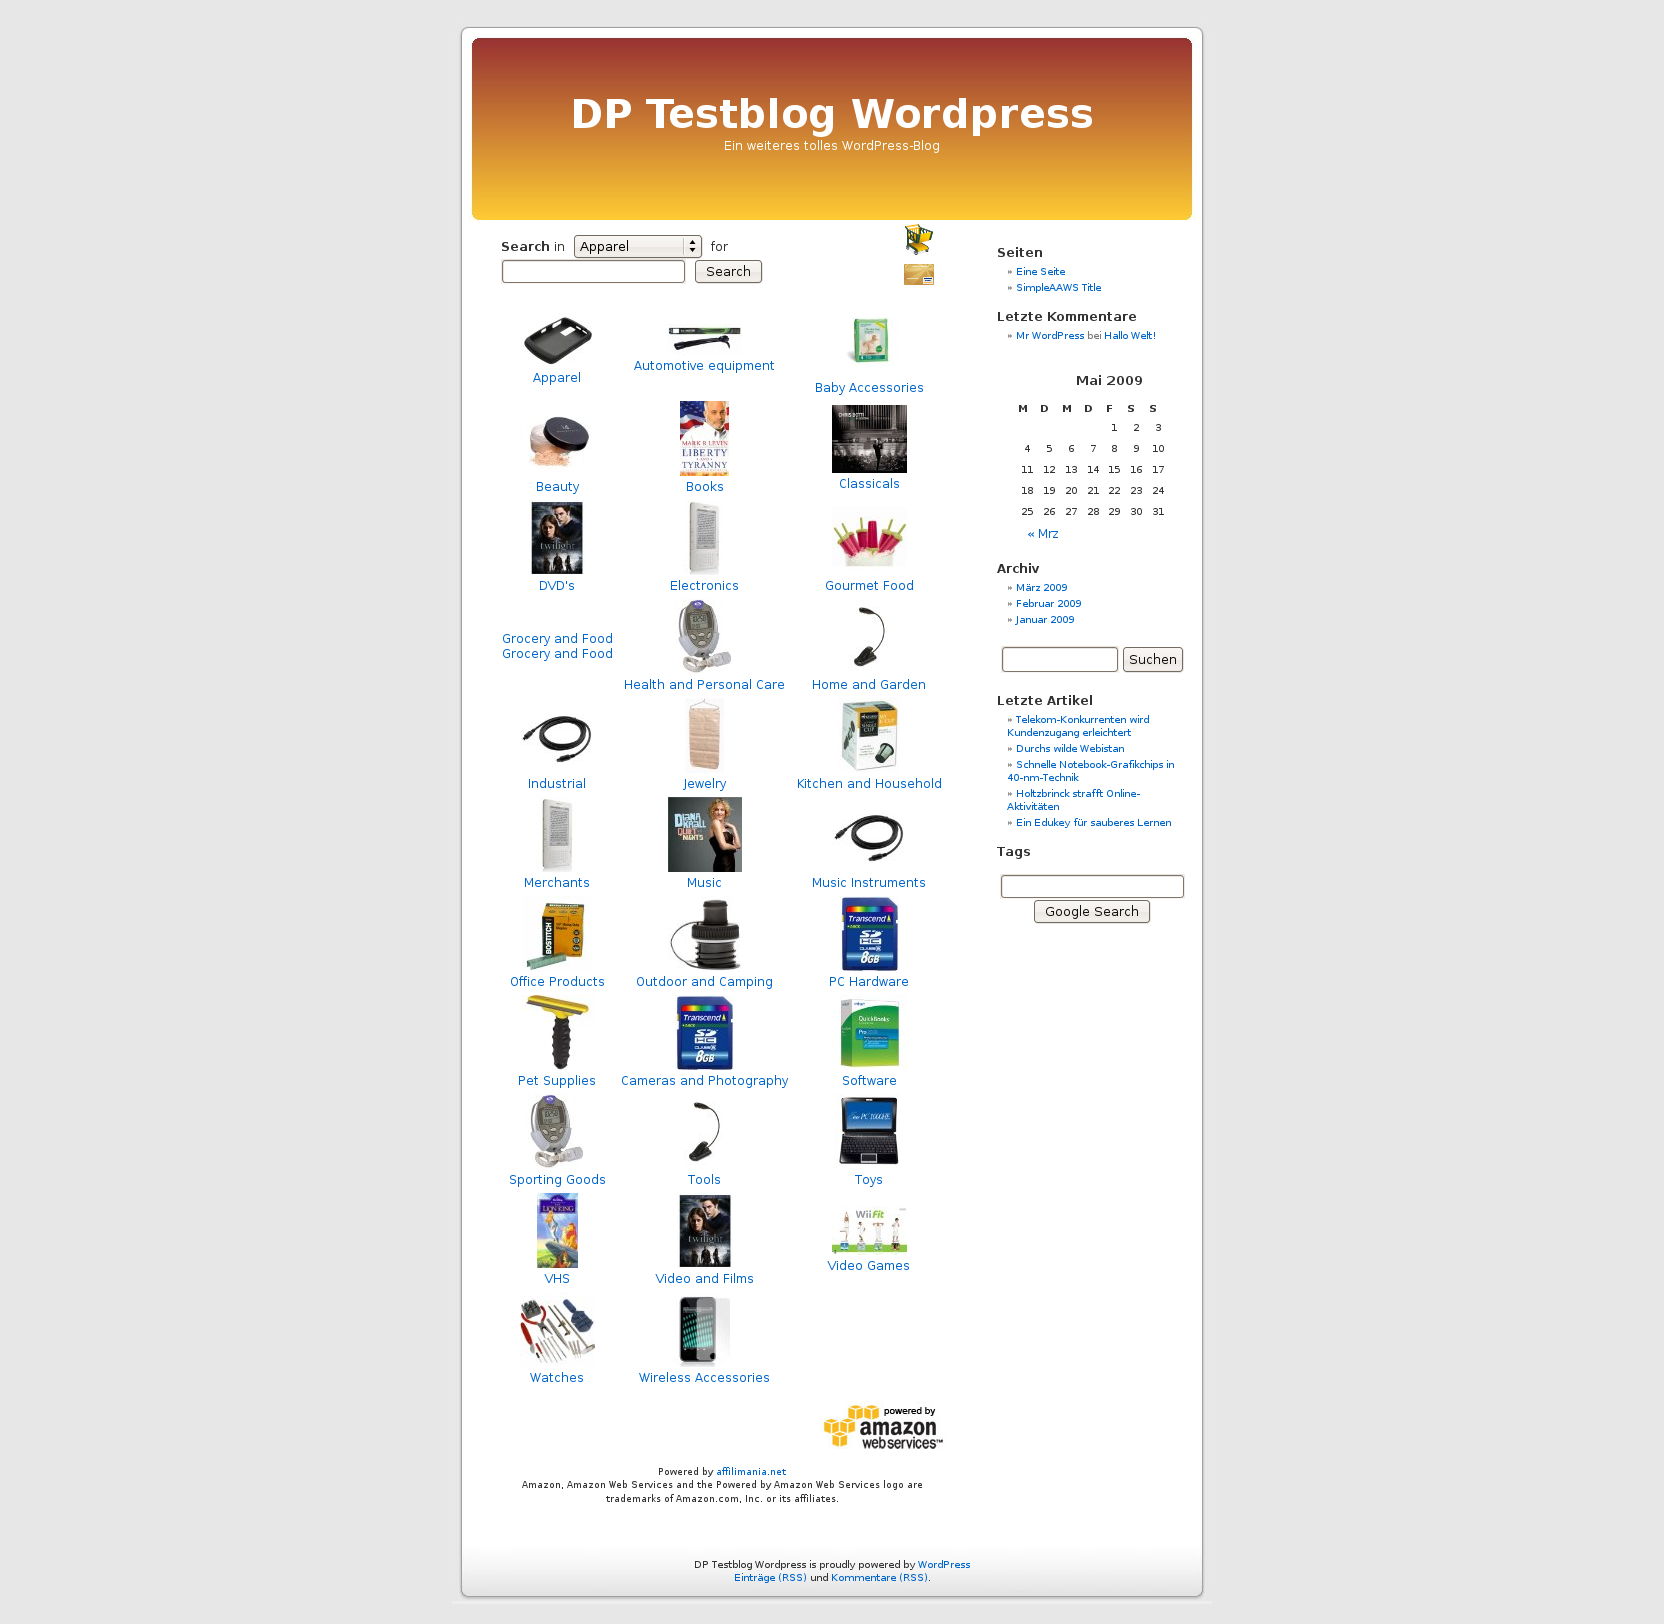 DP Testblog Wordpress
Ein weiteres tolles WordPress-Blog
Search in Apparel for
Search
Apparel
Automotive equipment
Baby Accessories
MARK R LEVIN
LIBERTY
AND
TYRANNY
CHRIS BOTTI
Beauty
Books
Classicals
twilight
DVD's
Electronics
Gourmet Food
Grocery and Food
Grocery and Food
Health and Personal Care
Home and Garden
Industrial
Jewelry
Kitchen and Household
DIANA
KRALL
QUIET
NIGHTS
Merchants
Music
Music Instruments
BOSTITCH
Transcend
SD
HC
8GB
Office Products
Outdoor and Camping
PC Hardware
Transcend
SD
HC
8GB
QuickBooks
Pro
Pet Supplies
Cameras and Photography
Software
Sporting Goods
Tools
Toys
LION KING
twilight
Wii Fit
VHS
Video and Films
Video Games
Watches
Wireless Accessories
powered by
amazon
webservices™
Powered by affilimania.net
Amazon, Amazon Web Services and the Powered by Amazon Web Services logo are
trademarks of Amazon.com, Inc. or its affiliates.
Seiten
» Eine Seite
» SimpleAAWS Title
Letzte Kommentare
» Mr WordPress bei Hallo Welt!
Mai 2009
M D M D F S S
1 2 3
4 5 6 7 8 9 10
11 12 13 14 15 16 17
18 19 20 21 22 23 24
25 26 27 28 29 30 31
« Mrz
Archiv
» März 2009
» Februar 2009
» Januar 2009
Suchen
Letzte Artikel
» Telekom-Konkurrenten wird
Kundenzugang erleichtert
» Durchs wilde Webistan
» Schnelle Notebook-Grafikchips in
40-nm-Technik
» Holtzbrinck strafft Online-
Aktivitäten
» Ein Edukey für sauberes Lernen
Tags
Google Search
DP Testblog Wordpress is proudly powered by WordPress
Einträge (RSS) und Kommentare (RSS).